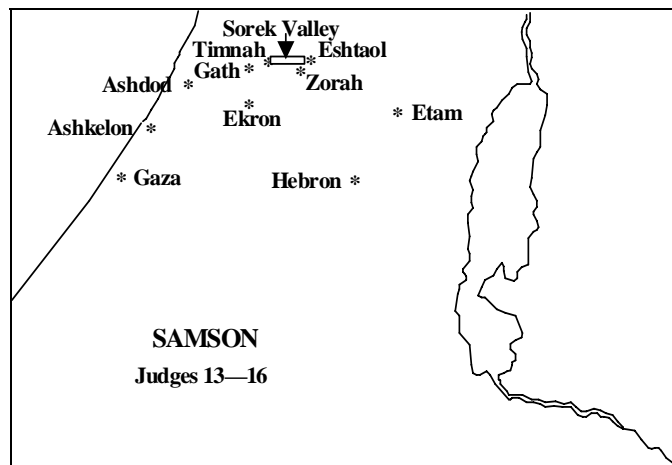 Sorek Valley
Timnah
Eshtaol
Gath
Zorah
Ashdod
Ekron
Etam
Ashkelon
Gaza
Hebron
SAMSON
Judges 13—16